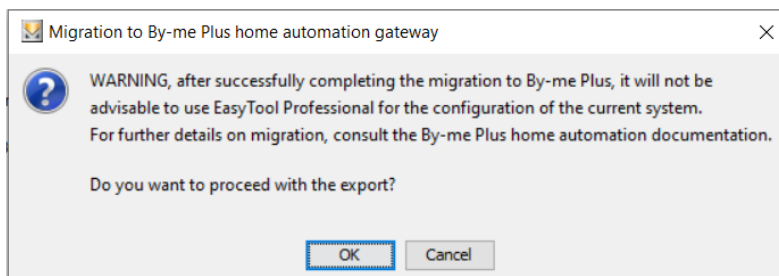 Migration to By-me Plus home automation gateway
WARNING, after successfully completing the migration to By-me Plus, it will not be
advisable to use EasyTool Professional for the configuration of the current system.
For further details on migration, consult the By-me Plus home automation documentation.
Do you want to proceed with the export?
OK
Cancel